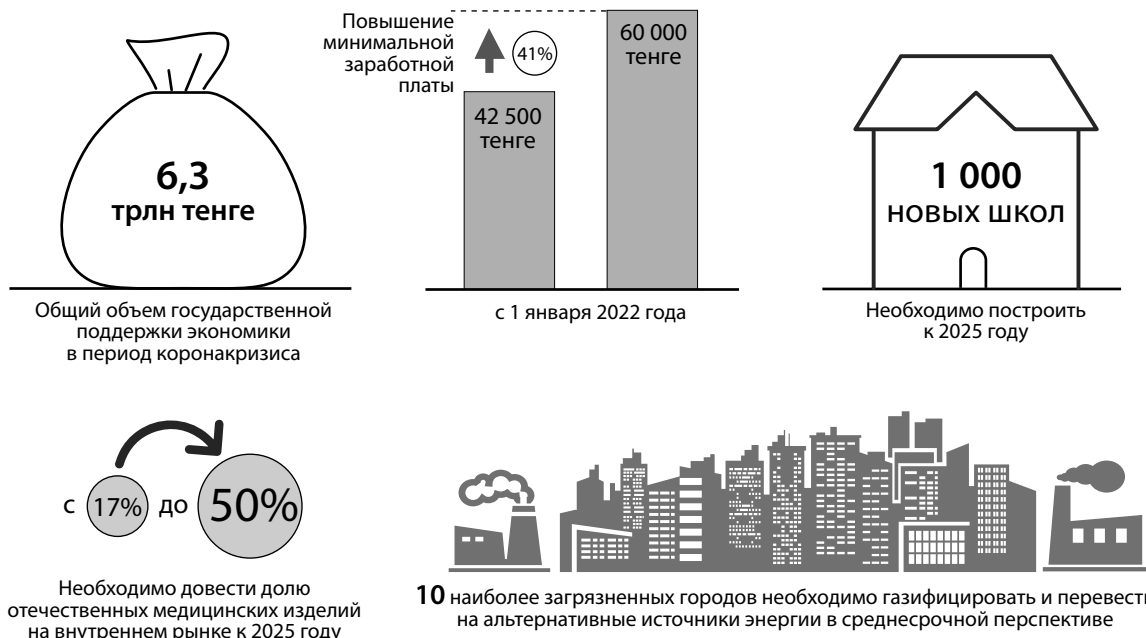 6,3
трлн тенге
Общий объем государственной
поддержки экономики
в период коронакризиса
Повышение
минимальной
заработной
платы
41%
42 500
тенге
60 000
тенге
с 1 января 2022 года
1 000
НОВЫХ ШКОЛ
Необходимо построить
к 2025 году
с 17% до 50%
Необходимо довести долю
отечественных медицинских изделий
на внутреннем рынке к 2025 году
10 наиболее загрязненных городов необходимо газифицировать и перевести
на альтернативные источники энергии в среднесрочной перспективе